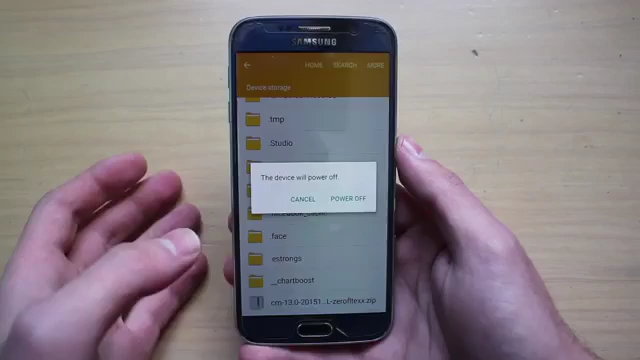 SAMSUNG
HOME SEARCH MORE
Device storage
tmp
Studio
The device will power off.
CANCEL POWER OFF
.face
.estrongs
__chartboost
cm-13.0-20151...L-zerofltexx.zip